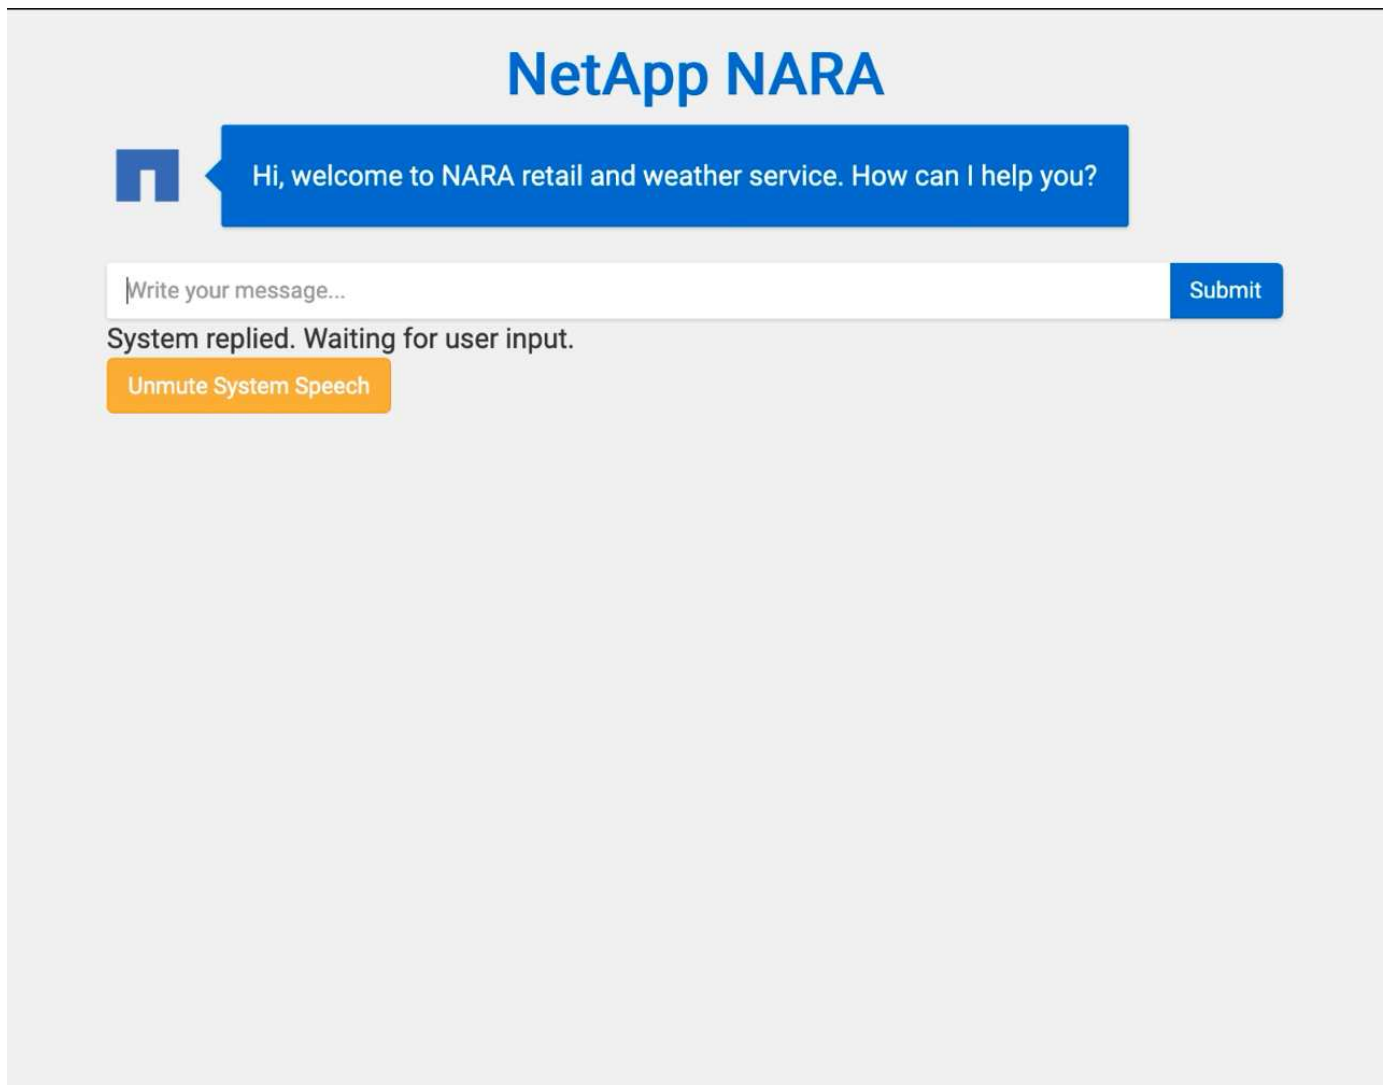 NetApp NARA
Hi, welcome to NARA retail and weather service. How can I help you?
Write your message...
Submit
System replied. Waiting for user input.
Unmute System Speech